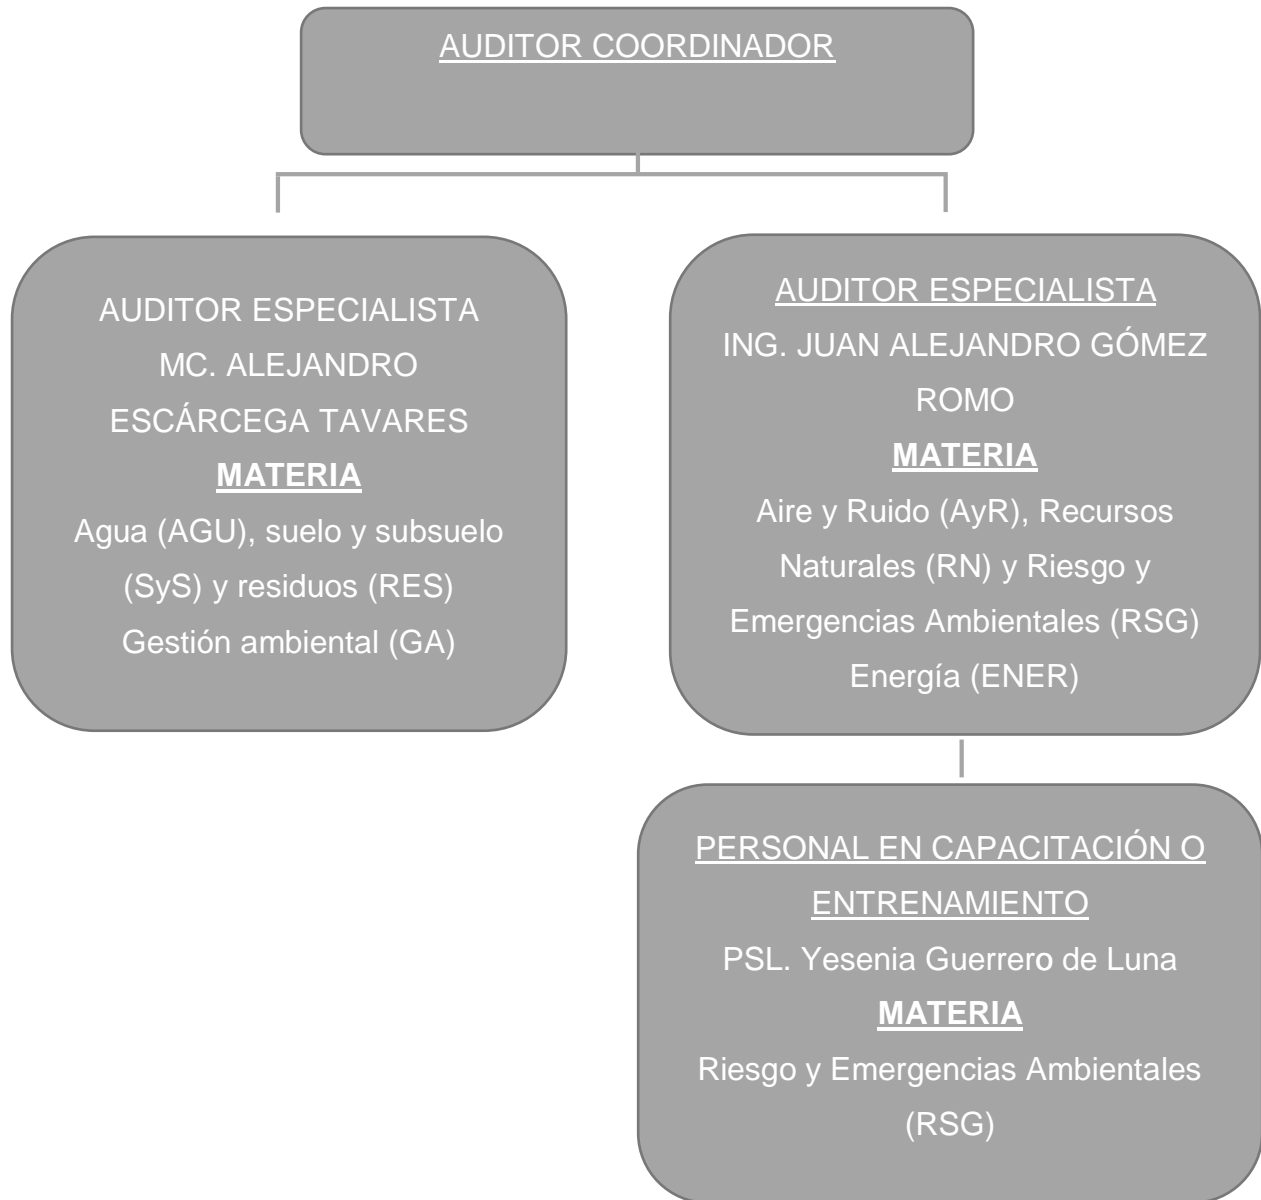 AUDITOR COORDINADOR
AUDITOR ESPECIALISTA
MC. ALEJANDRO
ESCÁRCEGA TAVARES
MATERIA
Agua (AGU), suelo y subsuelo
(SyS) y residuos (RES)
Gestión ambiental (GA)
AUDITOR ESPECIALISTA
ING. JUAN ALEJANDRO GÓMEZ
ROMO
MATERIA
Aire y Ruido (AyR), Recursos
Naturales (RN) y Riesgo y
Emergencias Ambientales (RSG)
Energía (ENER)
PERSONAL EN CAPACITACIÓN O
ENTRENAMIENTO
PSL. Yesenia Guerrero de Luna
MATERIA
Riesgo y Emergencias Ambientales
(RSG)